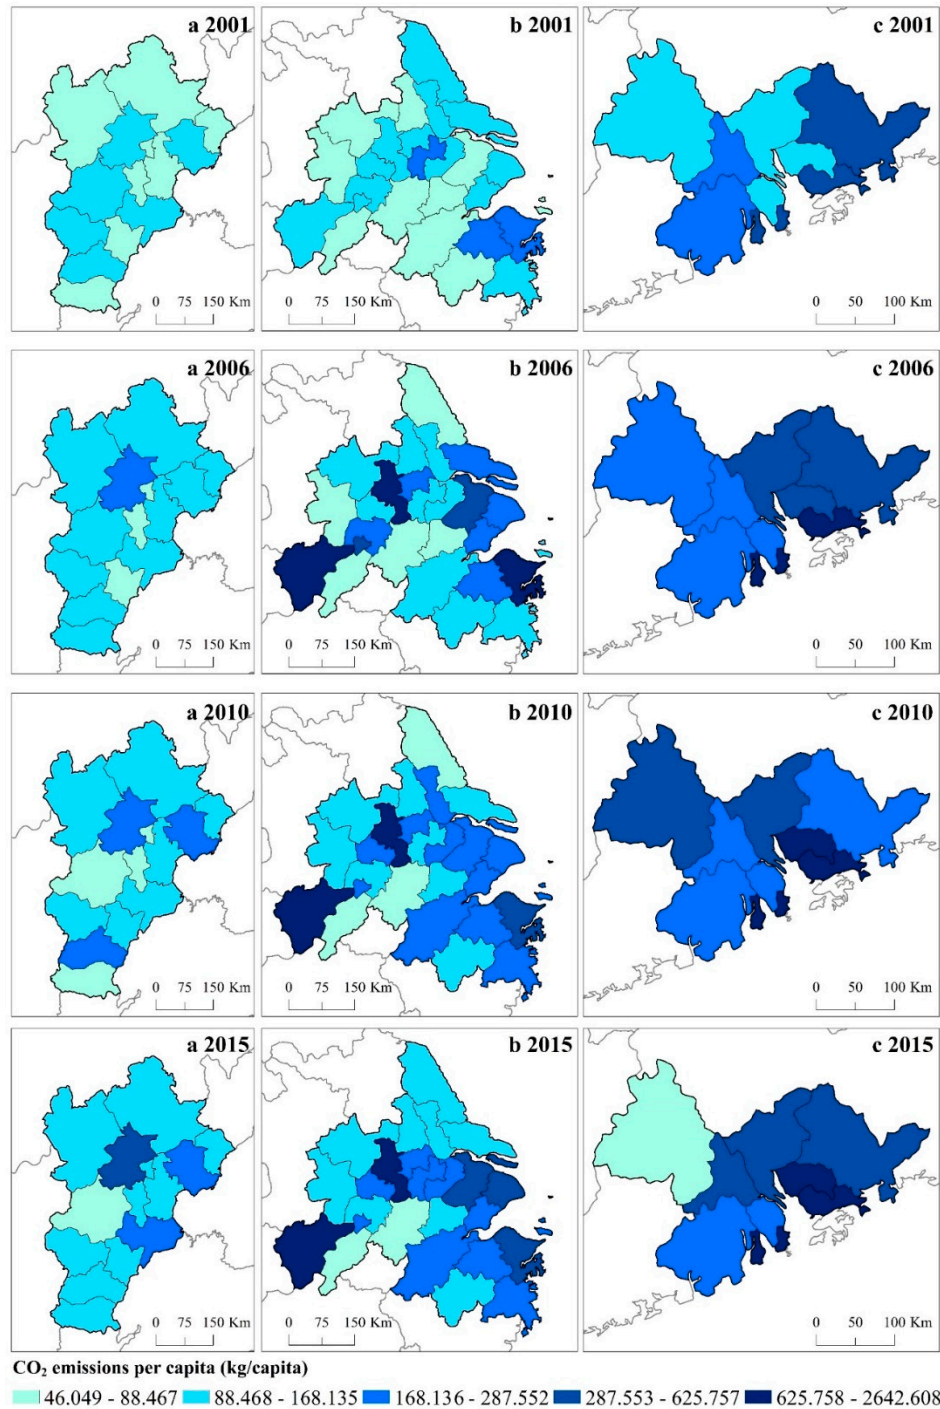 a 2001
b 2001
c 2001
0 75 150 Km
0 75 150 Km
0 50 100 Km
a 2006
b 2006
c 2006
0 75 150 Km
0 75 150 Km
0 50 100 Km
a 2010
b 2010
c 2010
0 75 150 Km
0 75 150 Km
0 50 100 Km
a 2015
b 2015
c 2015
0 75 150 Km
0 75 150 Km
0 50 100 Km
CO₂ emissions per capita (kg/capita)
46.049 - 88.467 88.468 - 168.135 168.136 - 287.552 287.553 - 625.757 625.758 - 2642.608